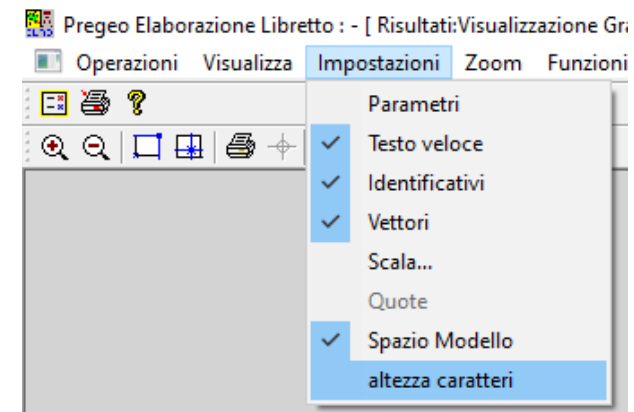 Pregeo Elaborazione Libretto : - [ Risultati:Visualizzazione Gra
Operazioni Visualizza Impostazioni Zoom Funzioni
Parametri
Testo veloce
Identificativi
Vettori
Scala...
Quote
Spazio Modello
altezza caratteri